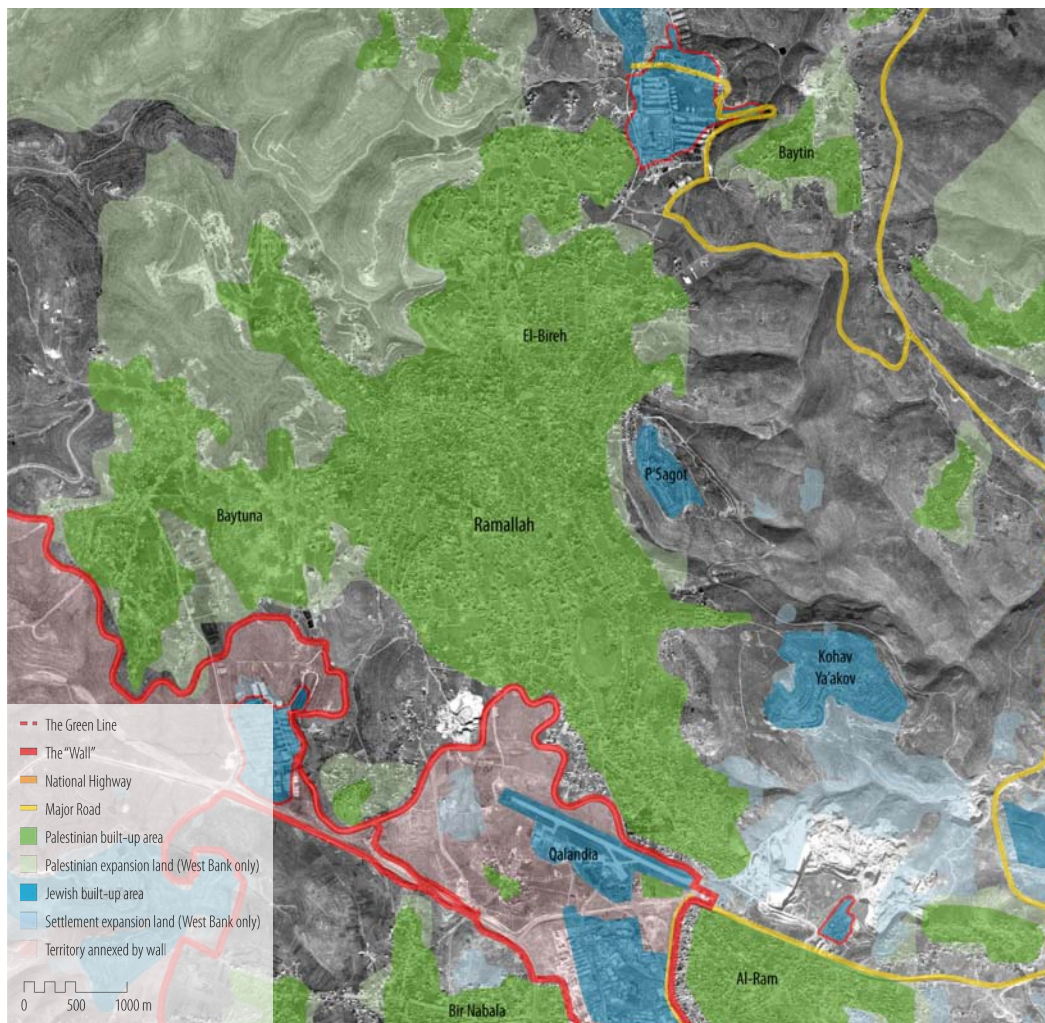 Baytin
El-Bireh
P'Sagot
Baytuna
Ramallah
Kohav
Ya'akov
Qalandia
Al-Ram
Bir Nabala
The Green Line
The "Wall"
National Highway
Major Road
Palestinian built-up area
Palestinian expansion land (West Bank only)
Jewish built-up area
Settlement expansion land (West Bank only)
Territory annexed by wall
0 500 1000 m